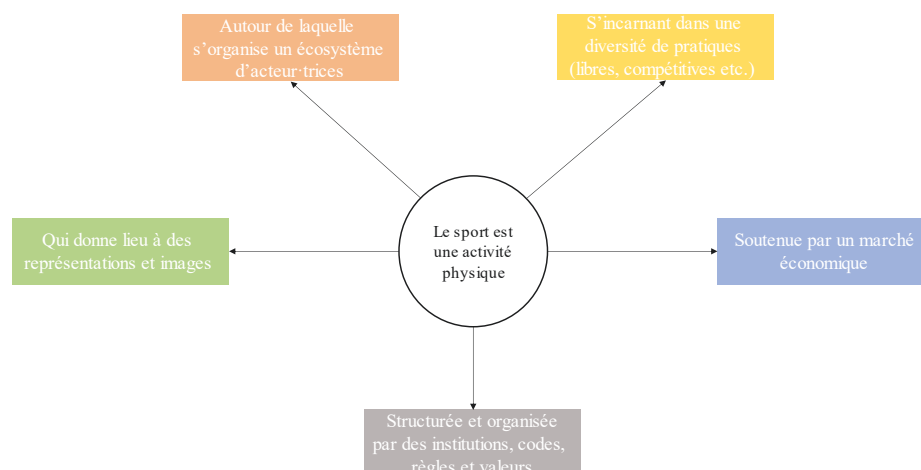 Autour de laquelle
s'organise un écosystème
d'acteur·trices
S'incarnant dans une
diversité de pratiques
(libres, compétitives etc.)
Le sport est
une activité
physique
Qui donne lieu à des
représentations et images
Soutenue par un marché
économique
Structurée et organisée
par des institutions, codes,
règles et valeurs